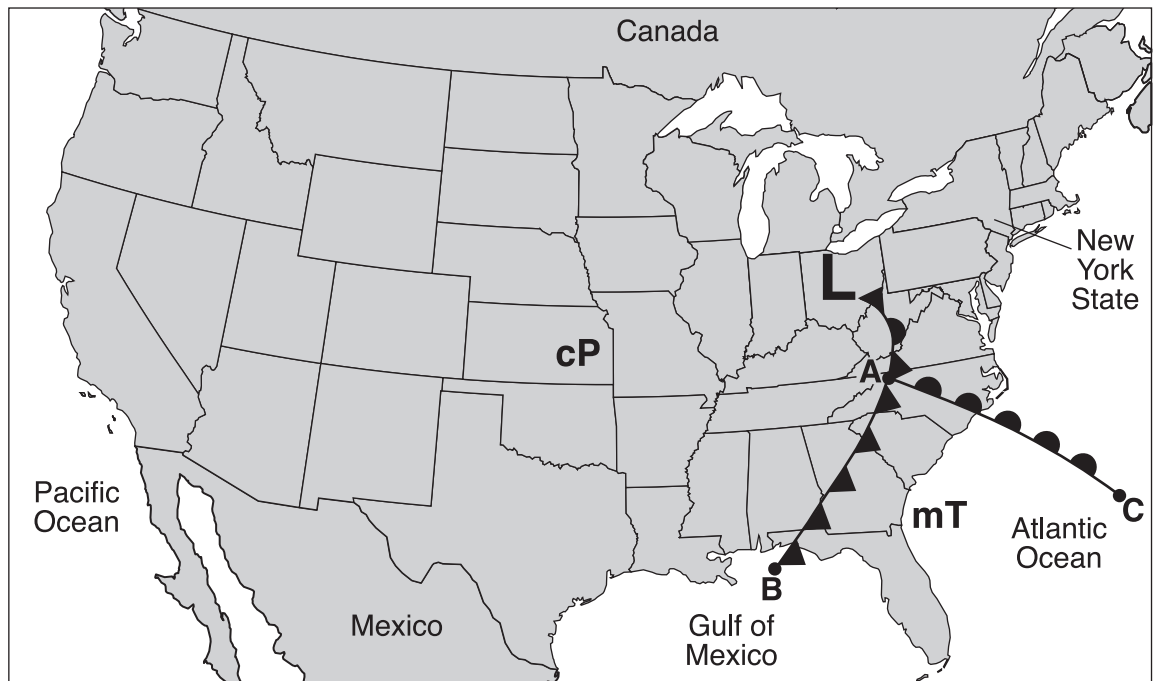 Canada
New
York
State
L
cP
A
Pacific
Ocean
mT
C
Atlantic
Ocean
B
Mexico
Gulf of
Mexico